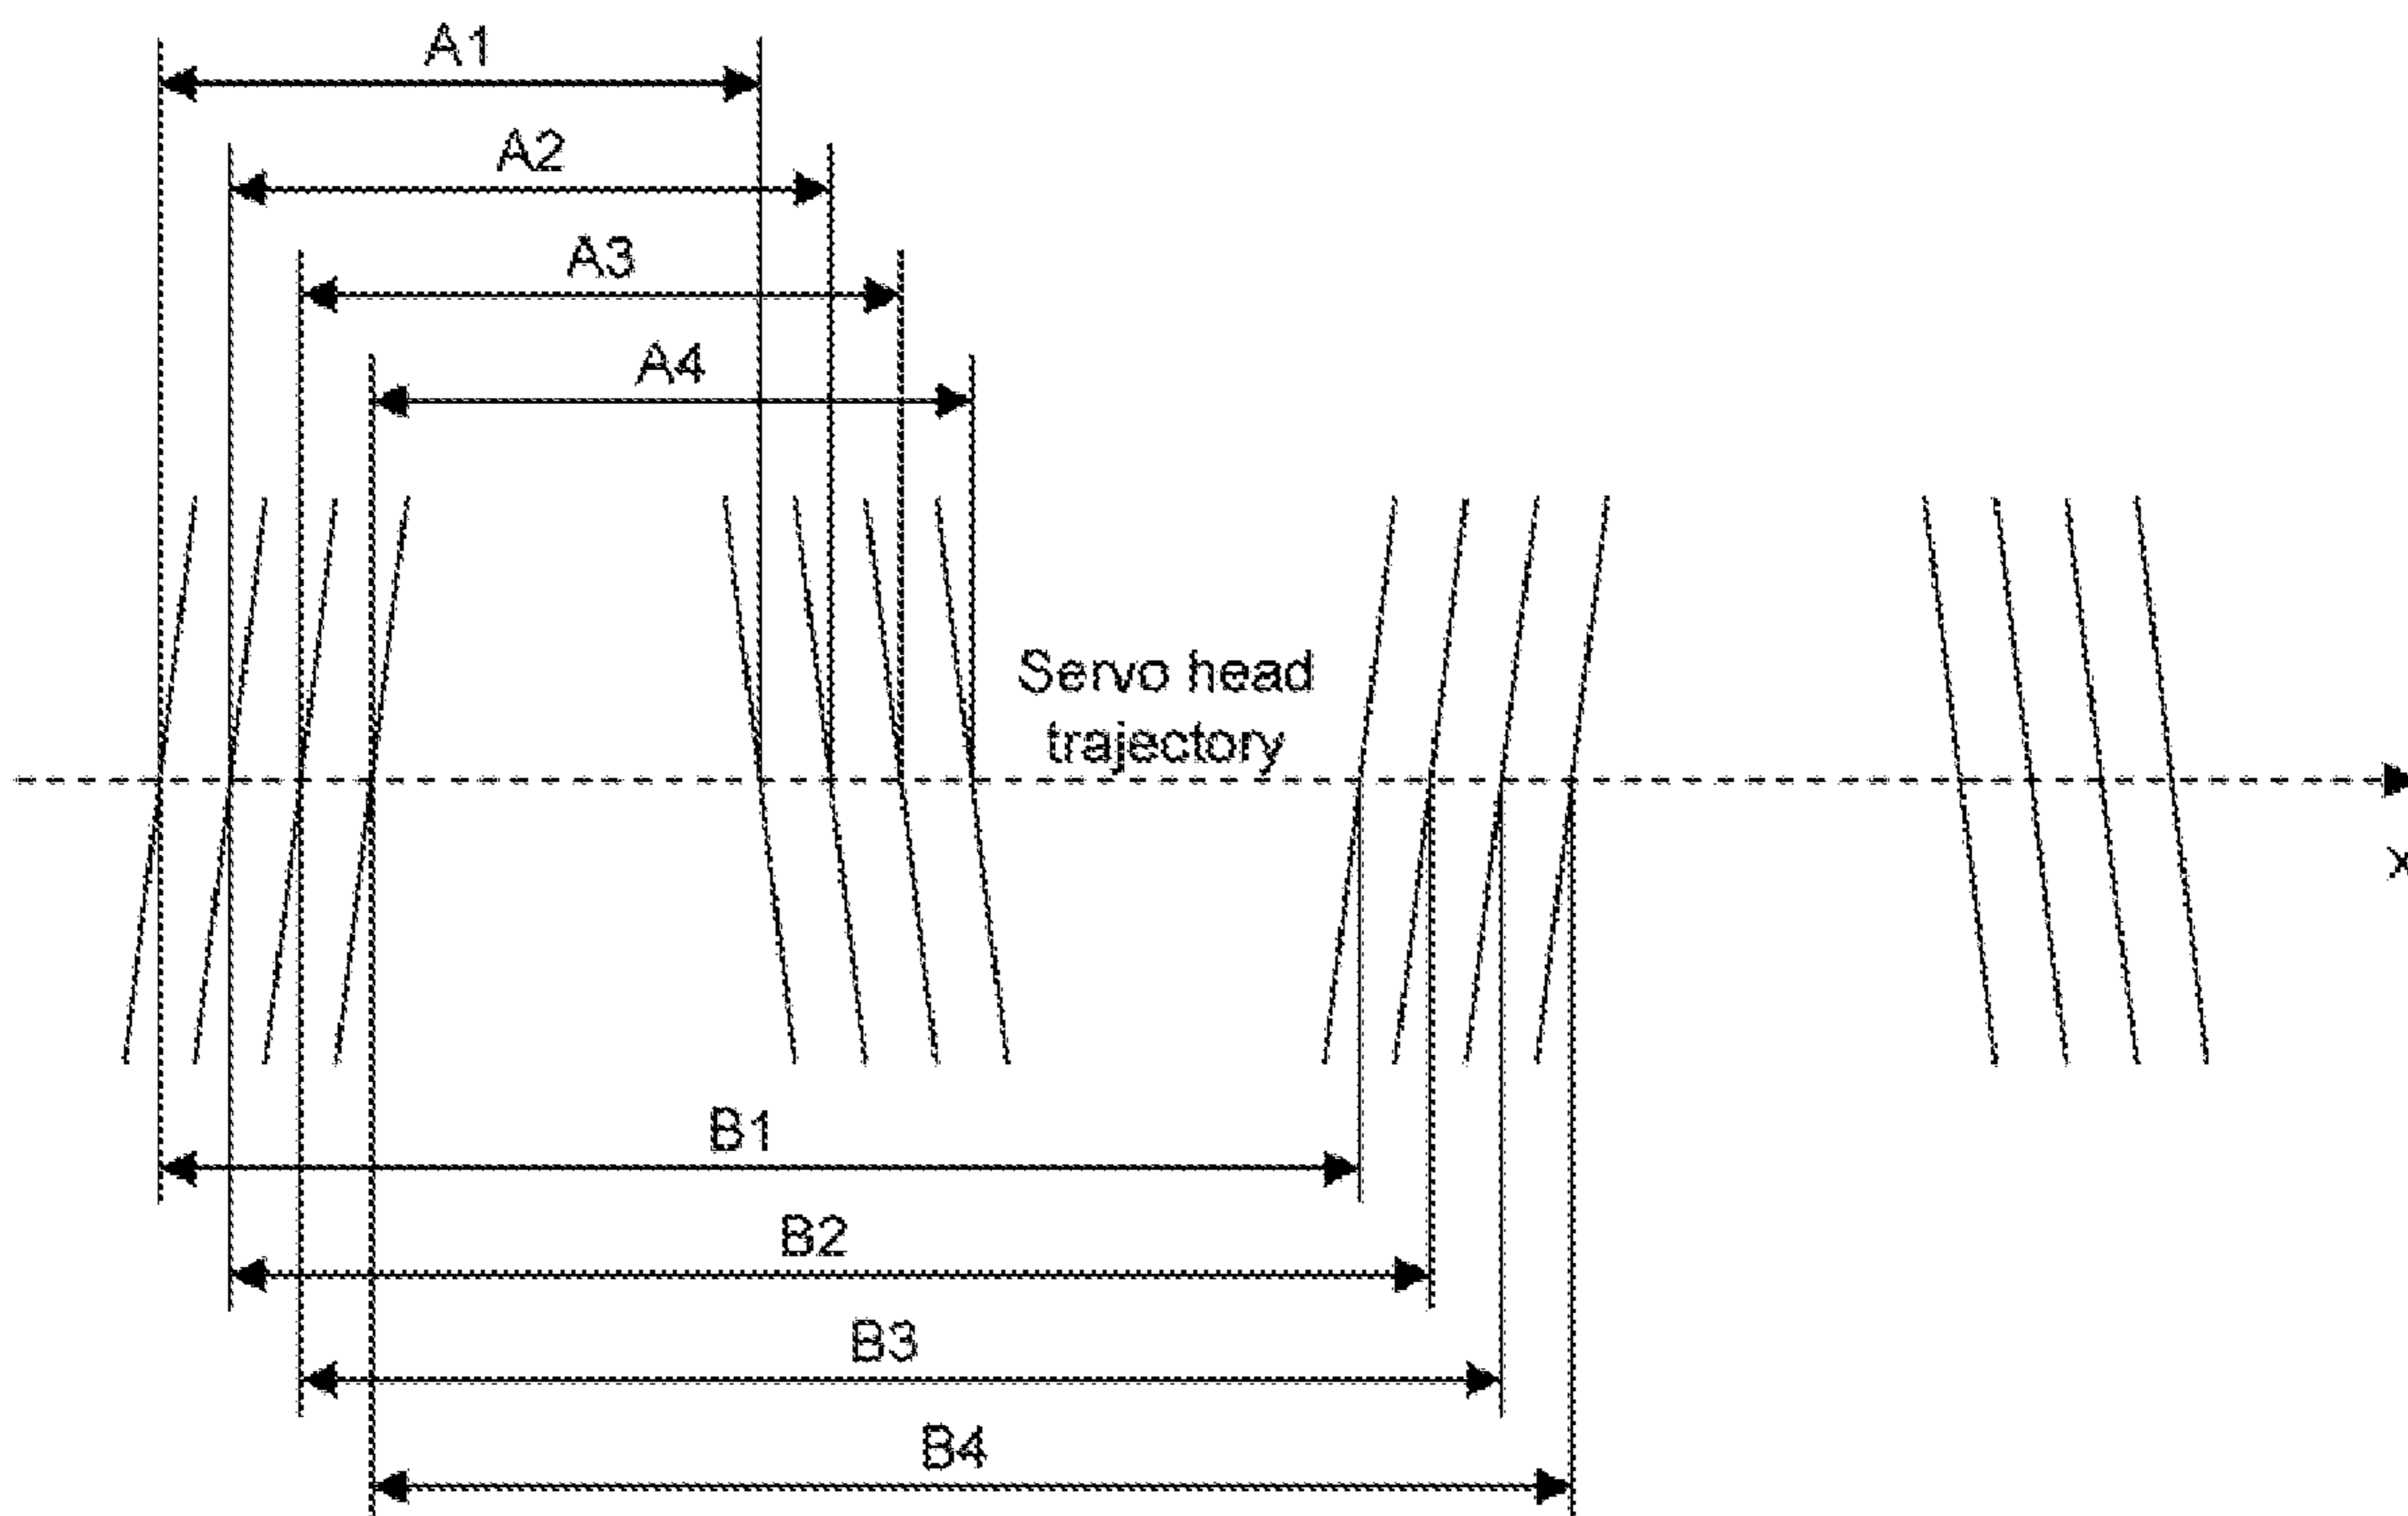 A1
A2
A3
A4
Servo head
trajectory
x
B1
B2
B3
B4